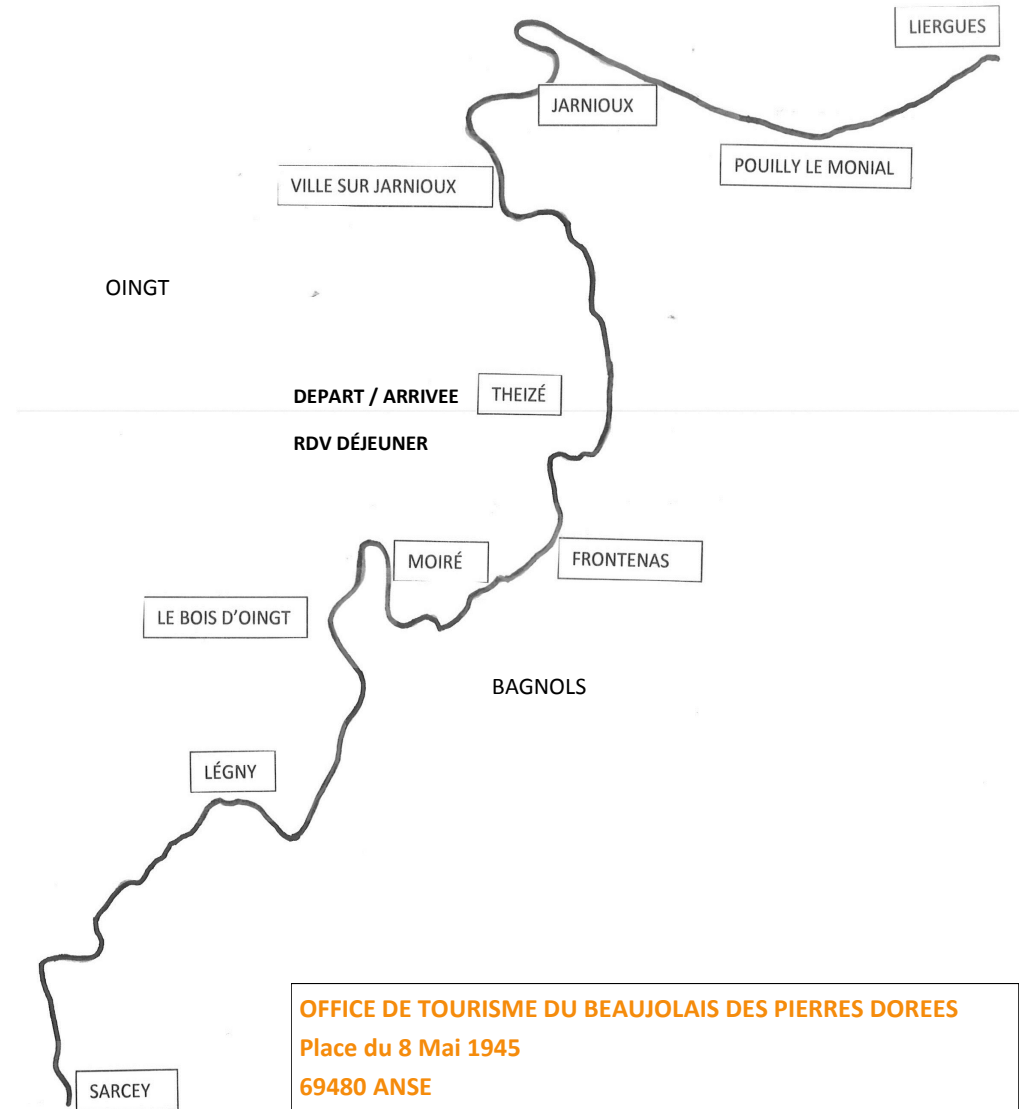 LIERGUES
JARNIOUX
POUILLY LE MONIAL
VILLE SUR JARNIOUX
OINGT
DEPART / ARRIVEE
THEIZÉ
RDV DÉJEUNER
MOIRÉ
FRONTENAS
LE BOIS D'OINGT
BAGNOLS
LÉGNY
OFFICE DE TOURISME DU BEAUJOLAIS DES PIERRES DOREES
Place du 8 Mai 1945
69480 ANSE
SARCEY